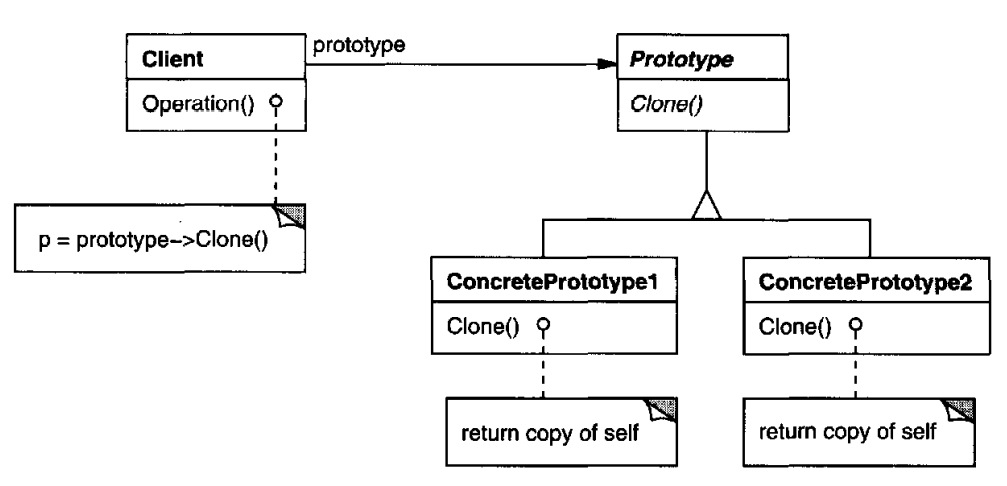 prototype
Client
Operation()
p = prototype->Clone()
Prototype
Clone()
ConcretePrototype1
Clone()
return copy of self
ConcretePrototype2
Clone()
return copy of self